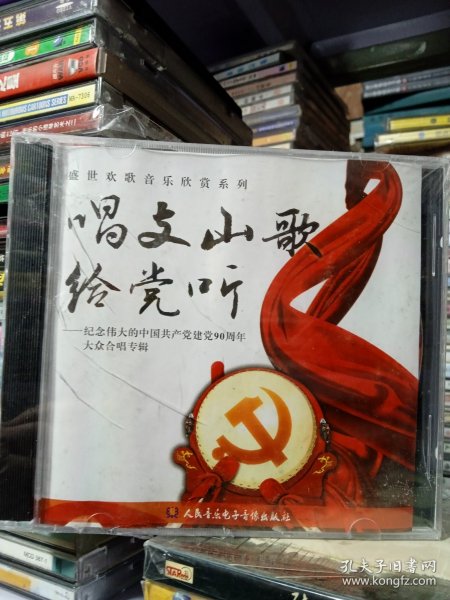 盛世欢歌音乐欣赏系列
唱支山歌
给党听
——纪念伟大的中国共产党建党90周年
大众合唱专辑
人民音乐电子音像出版社
孔夫子旧书网
www.kongfz.com